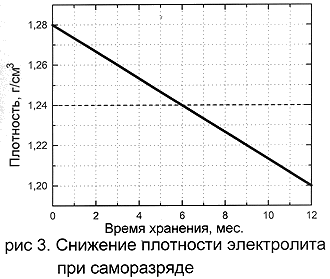 1,28
1,26
1,24
1,22
1,20
Плотность, г/см³
0 2 4 6 8 10 12
Время хранения, мес.
рис 3. Снижение плотности электролита
при саморазряде